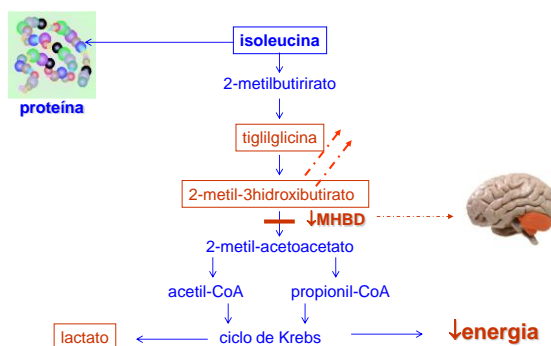 isoleucina
proteína
2-metilbutirirato
tiglilglicina
2-metil-3hidroxibutirato
↓MHBD
2-metil-acetoacetato
acetil-CoA
propionil-CoA
lactato
ciclo de Krebs
↓energia